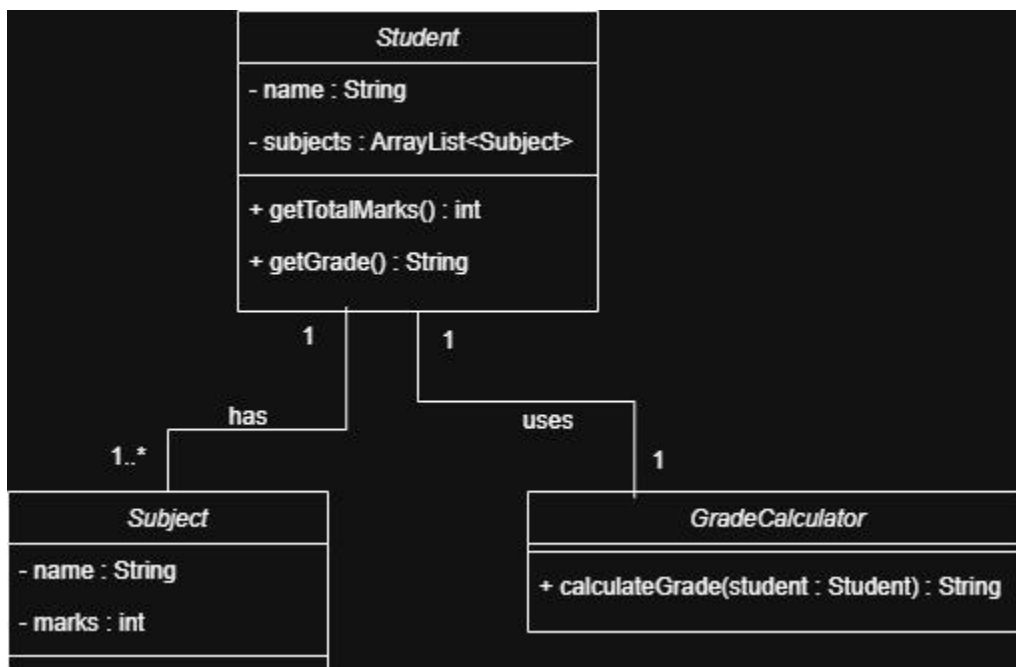 Student
- name : String
- subjects : ArrayList<Subject>
+ getTotalMarks() : int
+ getGrade() : String
1
1
has
uses
1..*
1
Subject
- name : String
- marks : int
GradeCalculator
+ calculateGrade(student : Student) : String